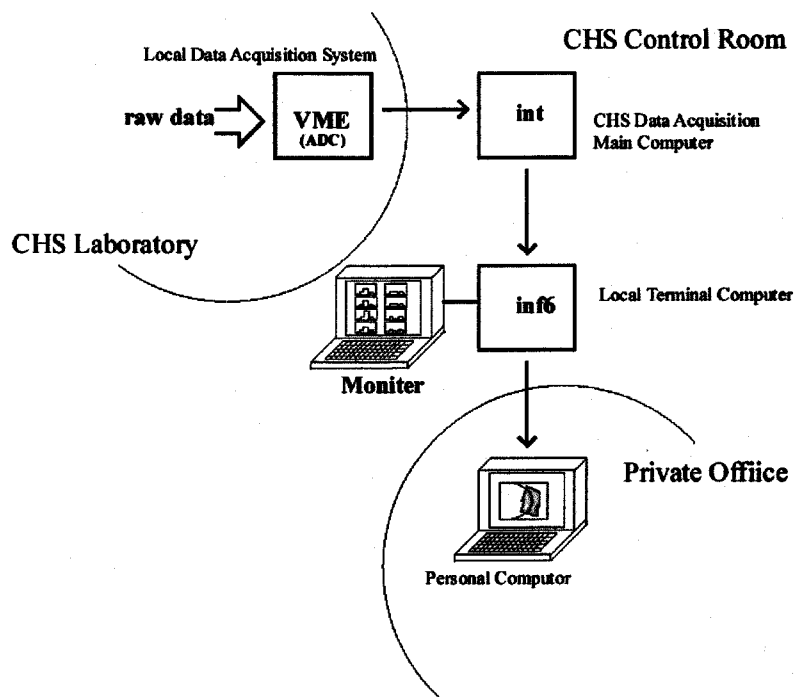 CHS Control Room
Local Data Acquisition System
raw data
VME
(ADC)
int
CHS Data Acquisition
Main Computer
CHS Laboratory
inf6
Local Terminal Computer
Moniter
Private Offiice
Personal Computor